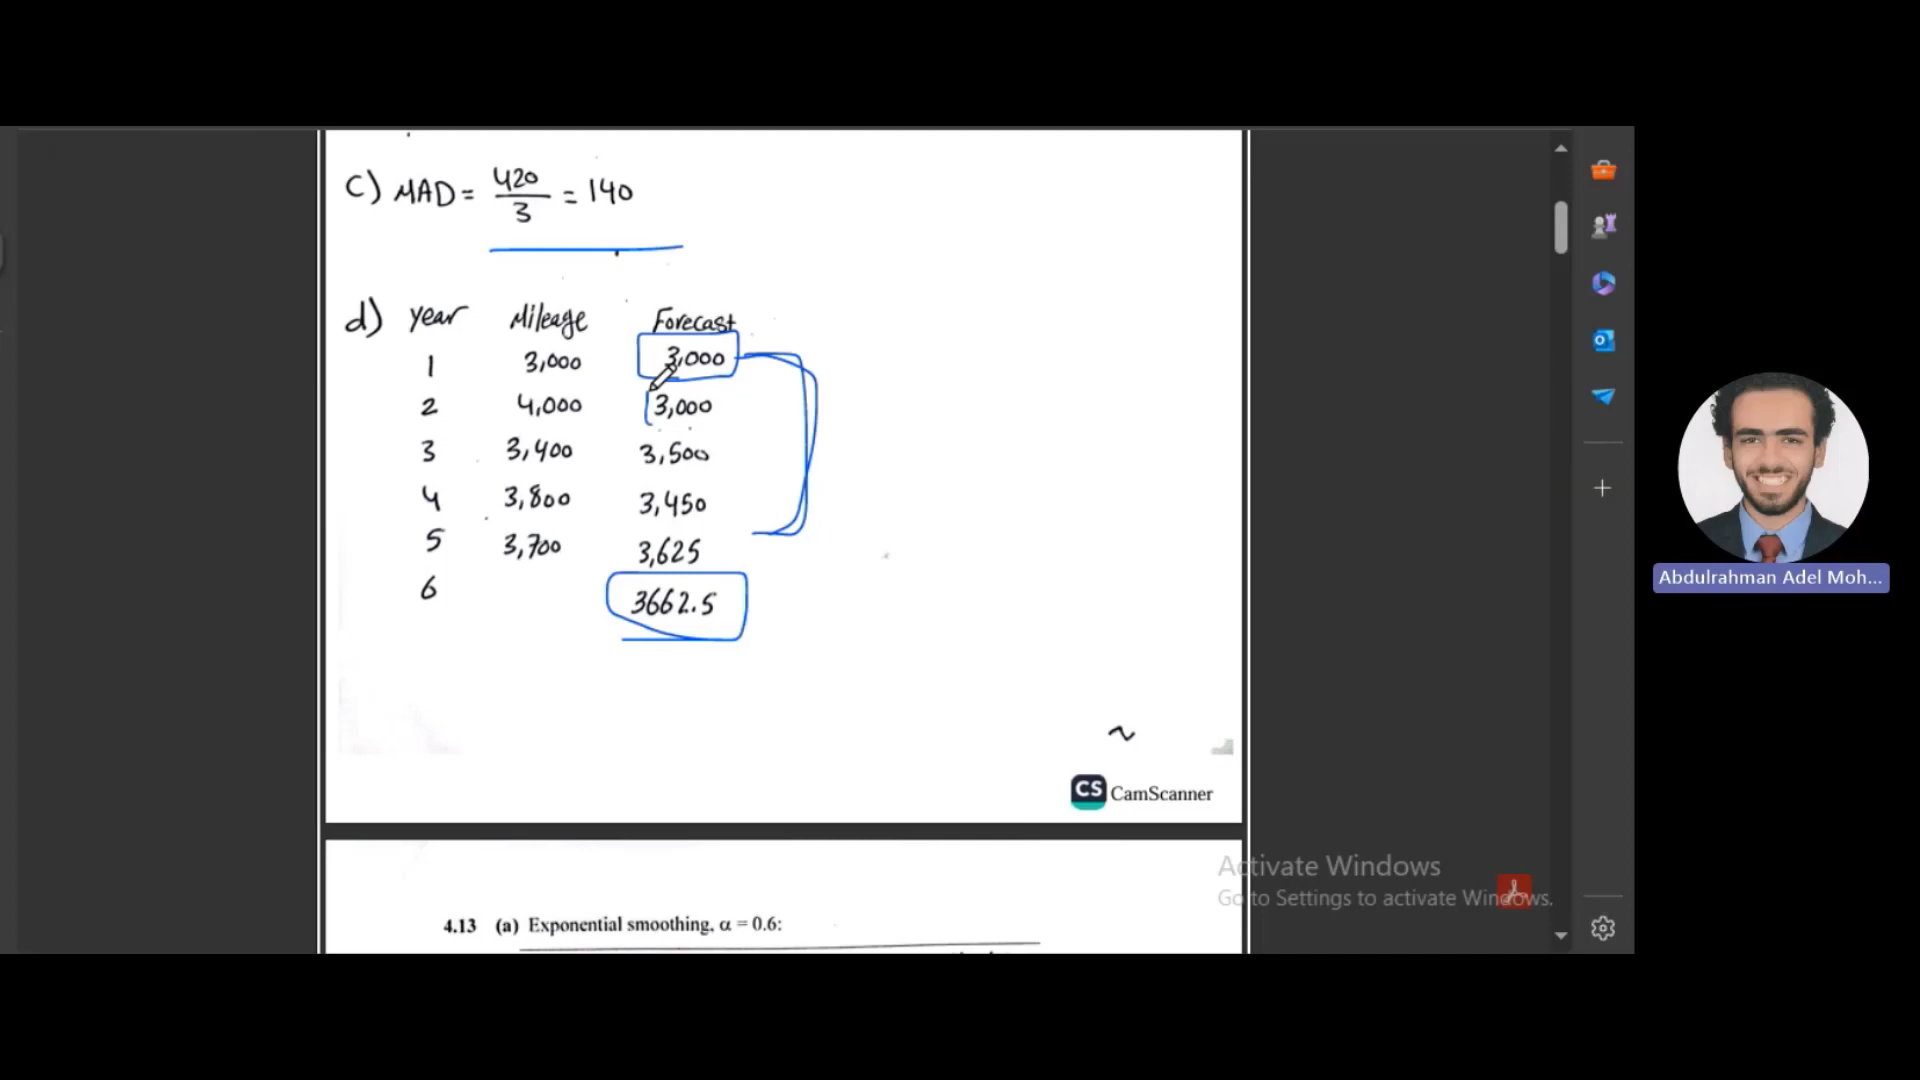 C) MAD = 420/3 = 140
d) year Mileage Forecast
1 3,000 3,000
2 4,000 3,000
3 3,400 3,500
4 3,800 3,450
5 3,700 3,625
6 3662.5
CS CamScanner
4.13 (a) Exponential smoothing, α = 0.6:
Activate Windows
Go to Settings to activate Windows.
Abdulrahman Adel Moh...